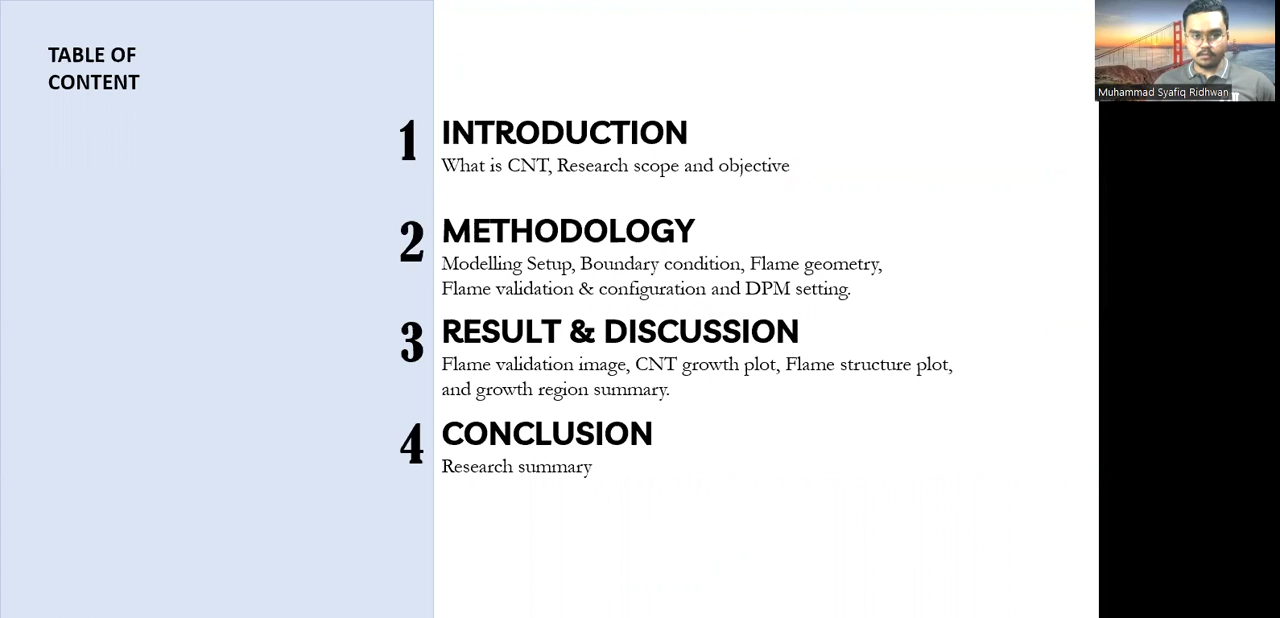 TABLE OF
CONTENT
1 INTRODUCTION
What is CNT, Research scope and objective
2 METHODOLOGY
Modelling Setup, Boundary condition, Flame geometry,
Flame validation & configuration and DPM setting.
3 RESULT & DISCUSSION
Flame validation image, CNT growth plot, Flame structure plot,
and growth region summary.
4 CONCLUSION
Research summary
Muhammad Syafiq Ridhwan